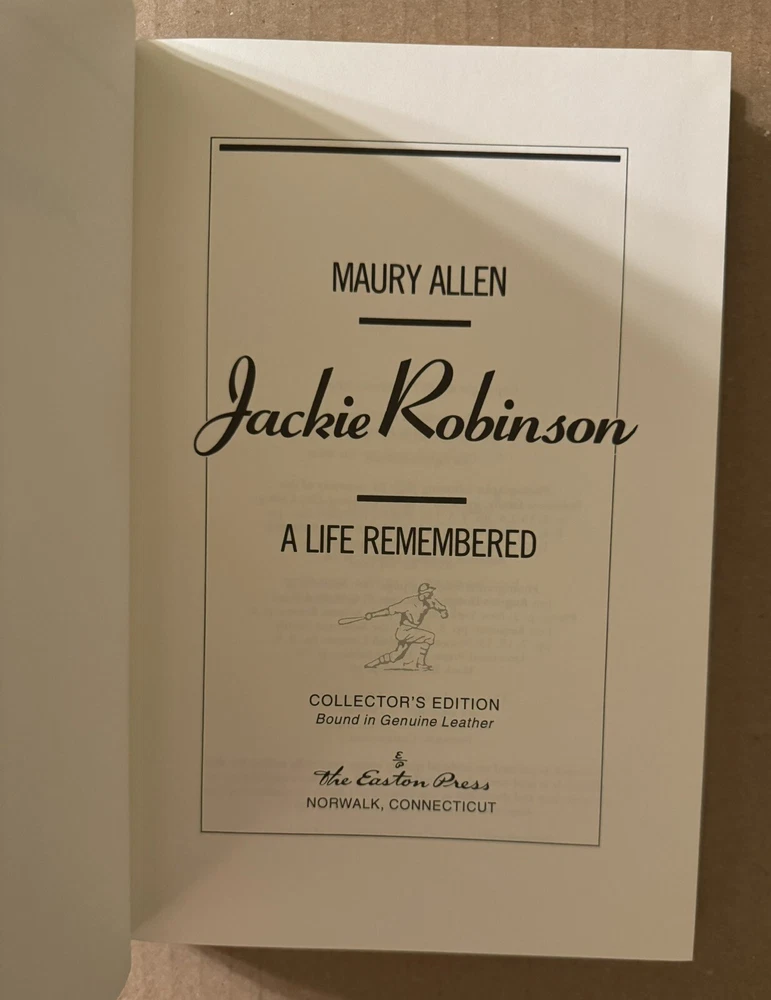 MAURY ALLEN
Jackie Robinson
A LIFE REMEMBERED
COLLECTOR'S EDITION
Bound in Genuine Leather
E
P
The Easton Press
NORWALK, CONNECTICUT